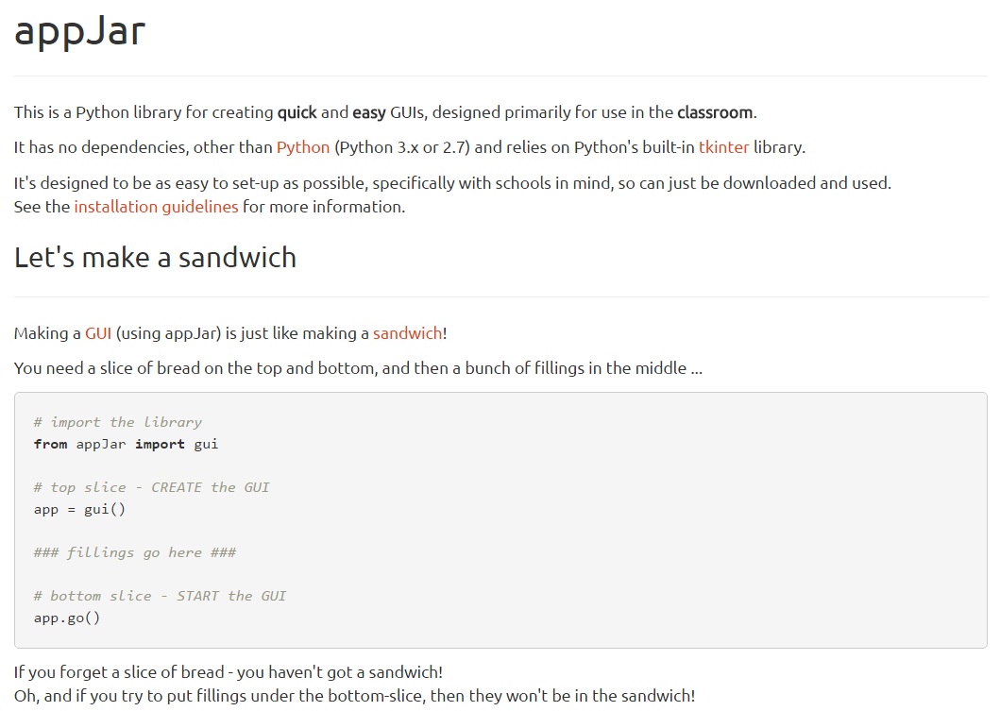 appJar
This is a Python library for creating quick and easy GUIs, designed primarily for use in the classroom.
It has no dependencies, other than Python (Python 3.x or 2.7) and relies on Python's built-in tkinter library.
It's designed to be as easy to set-up as possible, specifically with schools in mind, so can just be downloaded and used.
See the installation guidelines for more information.
Let's make a sandwich
Making a GUI (using appJar) is just like making a sandwich!
You need a slice of bread on the top and bottom, and then a bunch of fillings in the middle ...
# import the library
from appJar import gui
# top slice - CREATE the GUI
app = gui()
### fillings go here ###
# bottom slice - START the GUI
app.go()
If you forget a slice of bread - you haven't got a sandwich!
Oh, and if you try to put fillings under the bottom-slice, then they won't be in the sandwich!